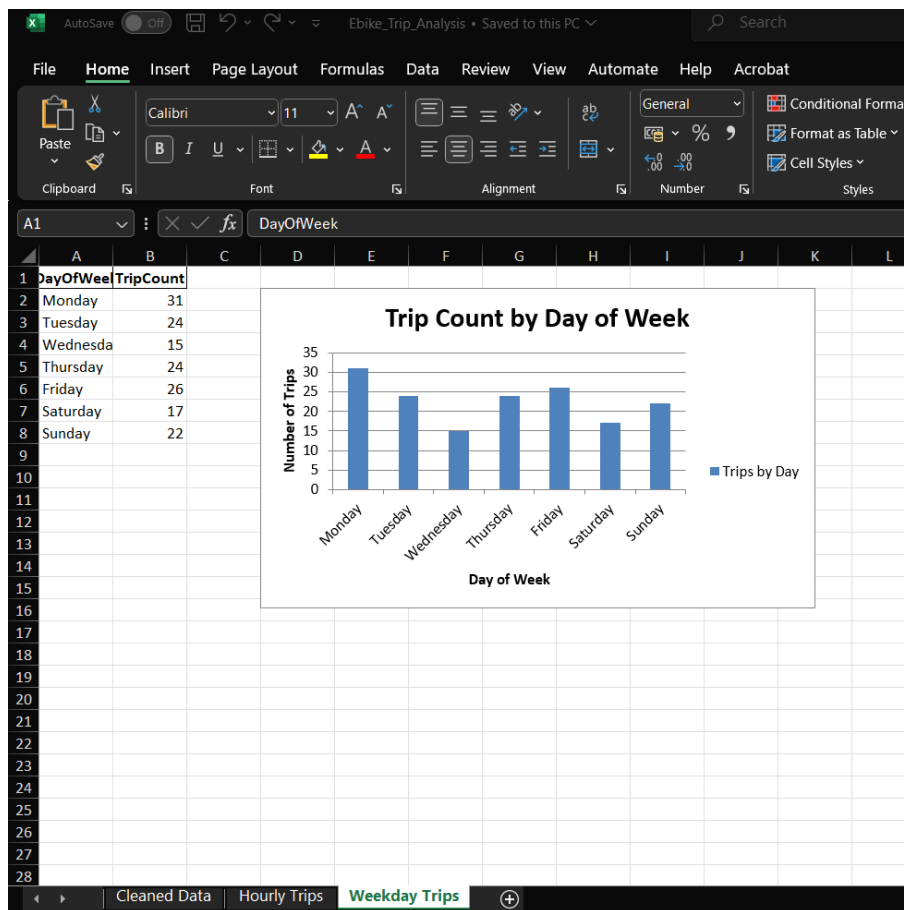 AutoSave Off Ebike_Trip_Analysis • Saved to this PC Search
File Home Insert Page Layout Formulas Data Review View Automate Help Acrobat
Paste Calibri 11 A A ab General Conditional Forma
B I U A % Format as Table
Cell Styles
Clipboard Font Alignment Number Styles
A1 fx DayOfWeek
A B C D E F G H I J K L
1 DayOfWeel TripCount
2 Monday 31
3 Tuesday 24
4 Wednesda 15
5 Thursday 24
6 Friday 26
7 Saturday 17
8 Sunday 22
9
10
11
12
13
14
15
16
17
18
19
20
21
22
23
24
25
26
27
28
Trip Count by Day of Week
Number of Trips
35
30
25
20
15
10
5
0
Monday Tuesday Wednesday Thursday Friday Saturday Sunday
Day of Week
Trips by Day
Cleaned Data Hourly Trips Weekday Trips